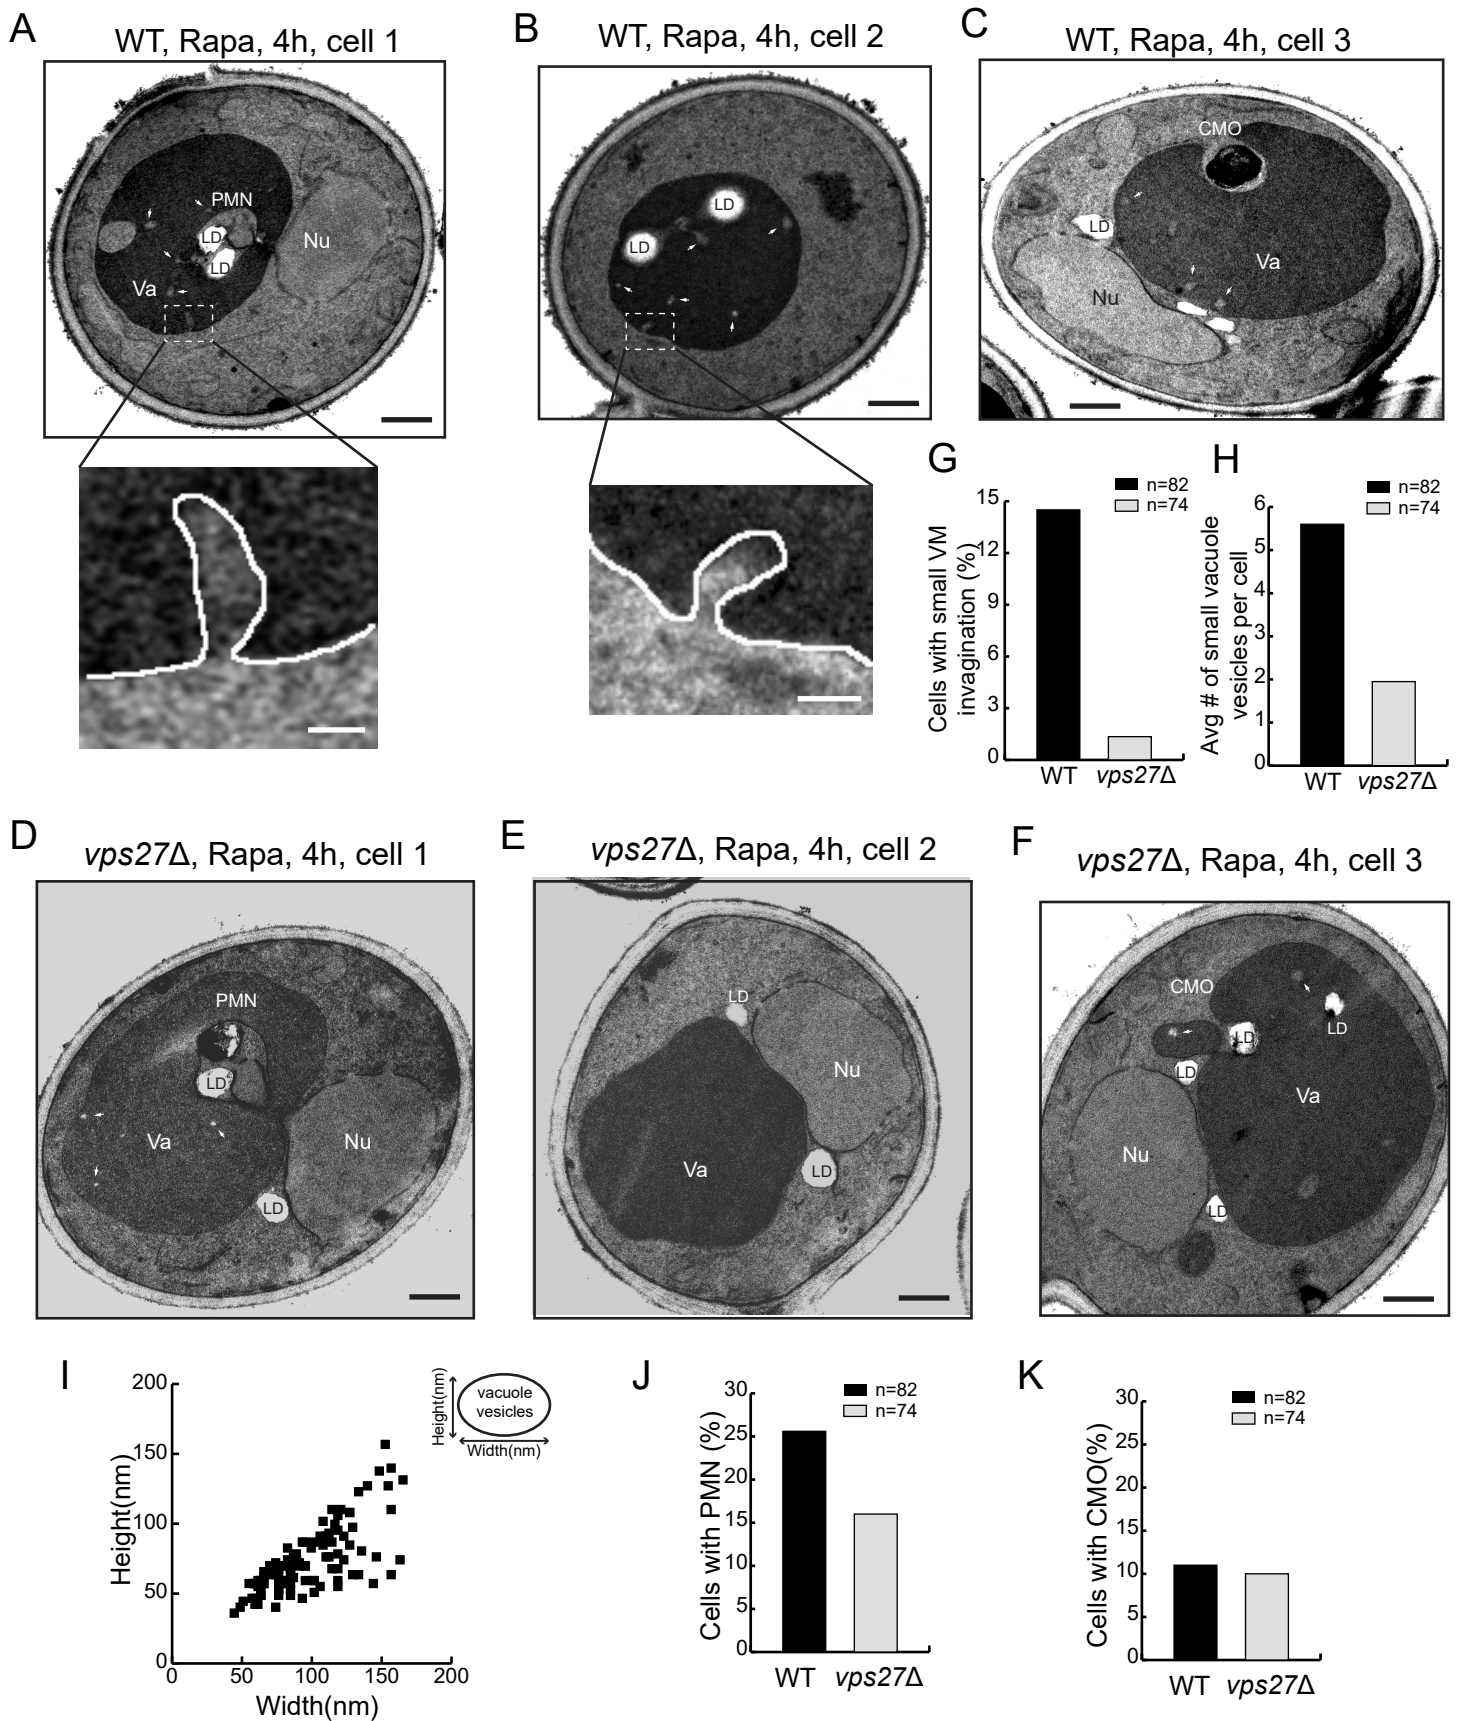 A
WT, Rapa, 4h, cell 1
PMN
LD
LD
Nu
Va
B
WT, Rapa, 4h, cell 2
LD
LD
C
WT, Rapa, 4h, cell 3
CMO
LD
Va
Nu
G
n=82
n=74
Cells with small VM
invagination (%)
15
12
9
6
3
0
WT
vps27Δ
H
n=82
n=74
Avg # of small vacuole
vesicles per cell
6
5
4
3
2
1
0
WT
vps27Δ
D
vps27Δ, Rapa, 4h, cell 1
PMN
LD
Va
Nu
LD
E
vps27Δ, Rapa, 4h, cell 2
LD
Nu
Va
LD
F
vps27Δ, Rapa, 4h, cell 3
CMO
LD
LD
LD
Va
Nu
LD
I
Height(nm)
200
150
100
50
0
0
50
100
150
200
Width(nm)
vacuole
vesicles
Height(nm)
Width(nm)
J
n=82
n=74
Cells with PMN (%)
30
25
20
15
10
5
0
WT
vps27Δ
K
n=82
n=74
Cells with CMO(%)
30
25
20
15
10
5
0
WT
vps27Δ